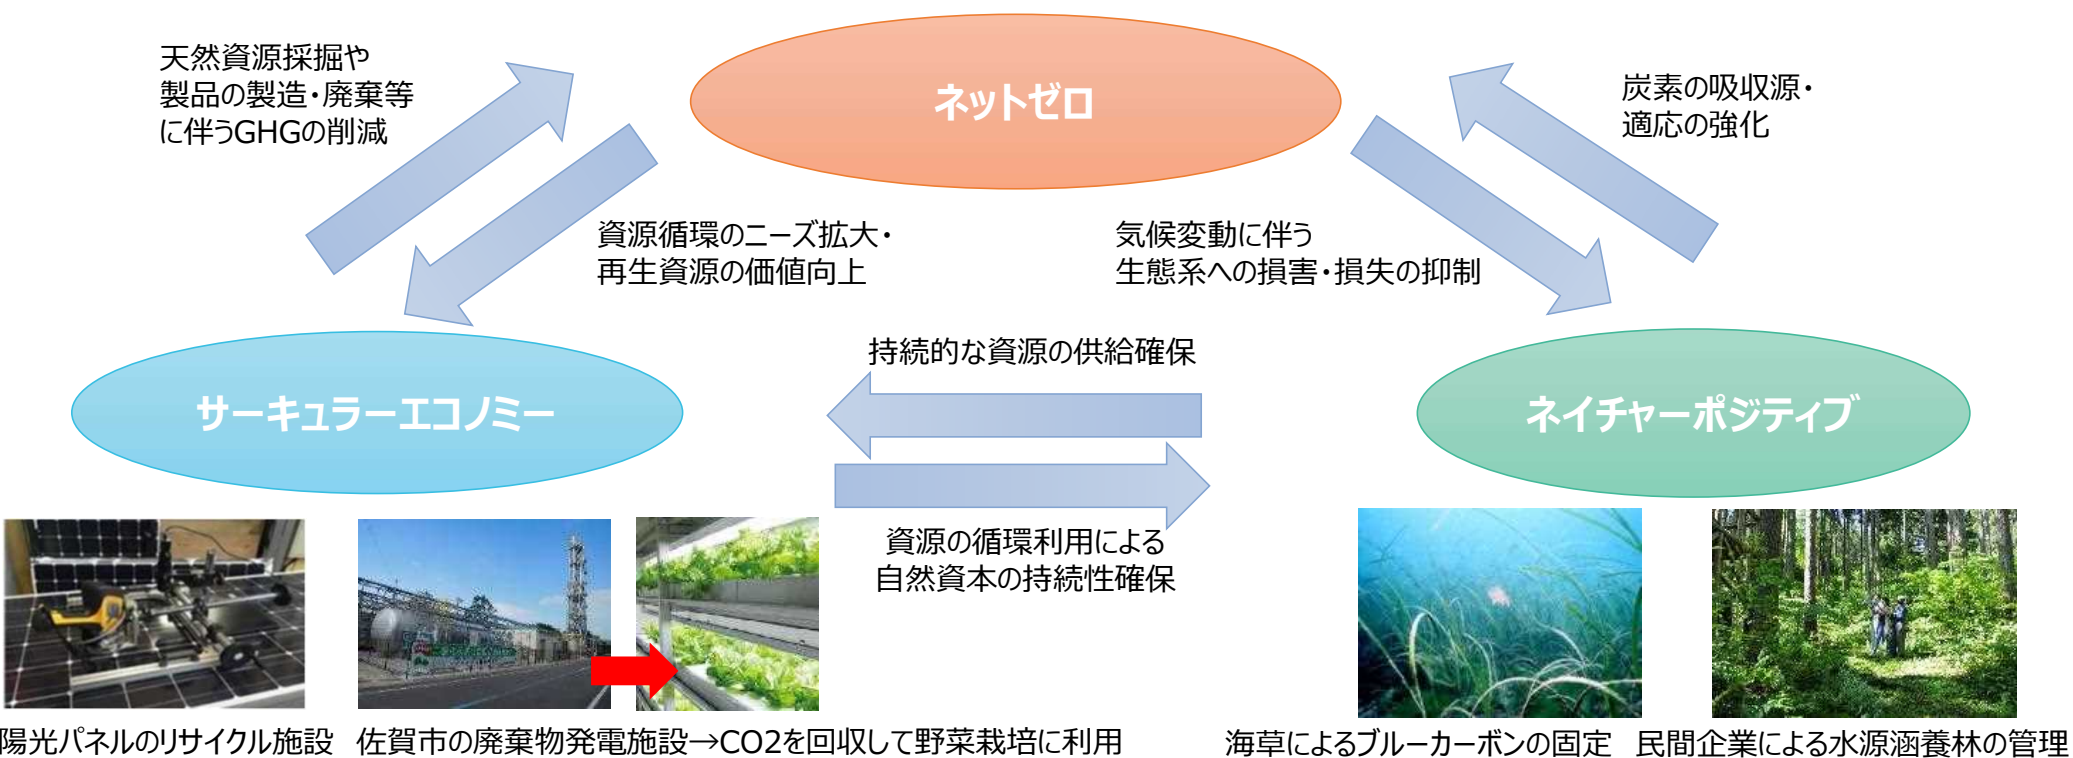 天然資源採掘や
製品の製造・廃棄等
に伴うGHGの削減
ネットゼロ
炭素の吸収源・
適応の強化
資源循環のニーズ拡大・
再生資源の価値向上
気候変動に伴う
生態系への損害・損失の抑制
持続的な資源の供給確保
サーキュラーエコノミー
ネイチャーポジティブ
資源の循環利用による
自然資本の持続性確保
陽光パネルのリサイクル施設
佐賀市の廃棄物発電施設→CO2を回収して野菜栽培に利用
海草によるブルーカーボンの固定
民間企業による水源涵養林の管理